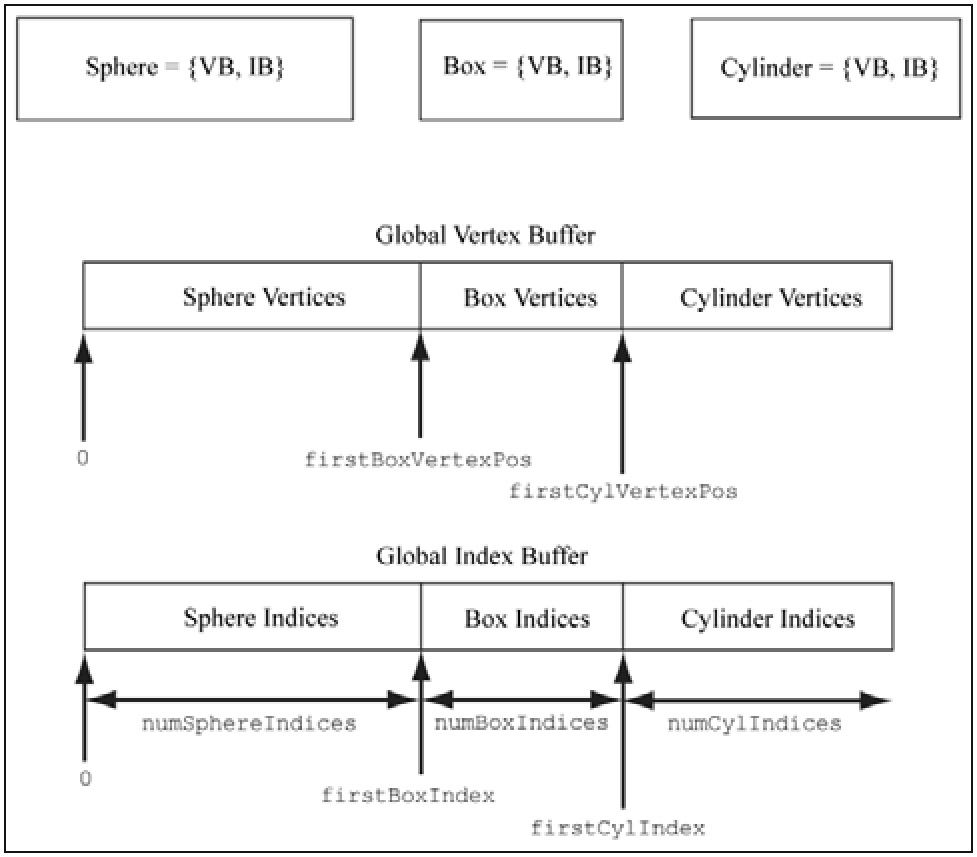 Sphere = {VB, IB}
Box = {VB, IB}
Cylinder = {VB, IB}
Global Vertex Buffer
Sphere Vertices
Box Vertices
Cylinder Vertices
0
firstBoxVertexPos
firstCylVertexPos
Global Index Buffer
Sphere Indices
Box Indices
Cylinder Indices
numSphereIndices
numBoxIndices
numCylIndices
0
firstBoxIndex
firstCylIndex